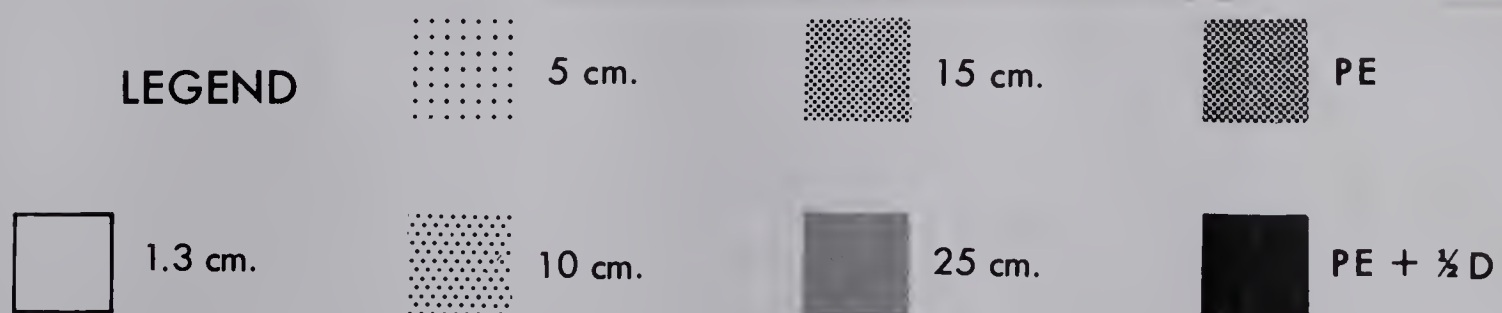 LEGEND 5 cm. 15 cm. PE
1.3 cm. 10 cm. 25 cm. PE + ½ D